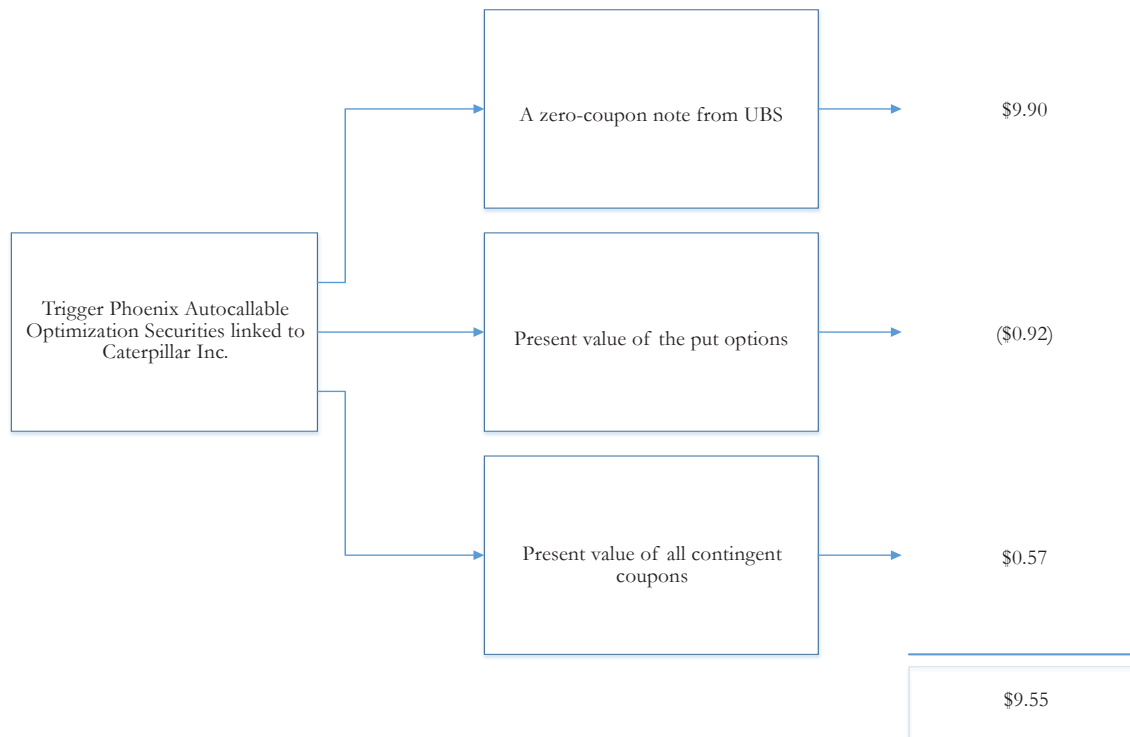 A zero-coupon note from UBS
$9.90
Trigger Phoenix Autocallable
Optimization Securities linked to
Caterpillar Inc.
Present value of the put options
($0.92)
Present value of all contingent
coupons
$0.57
$9.55